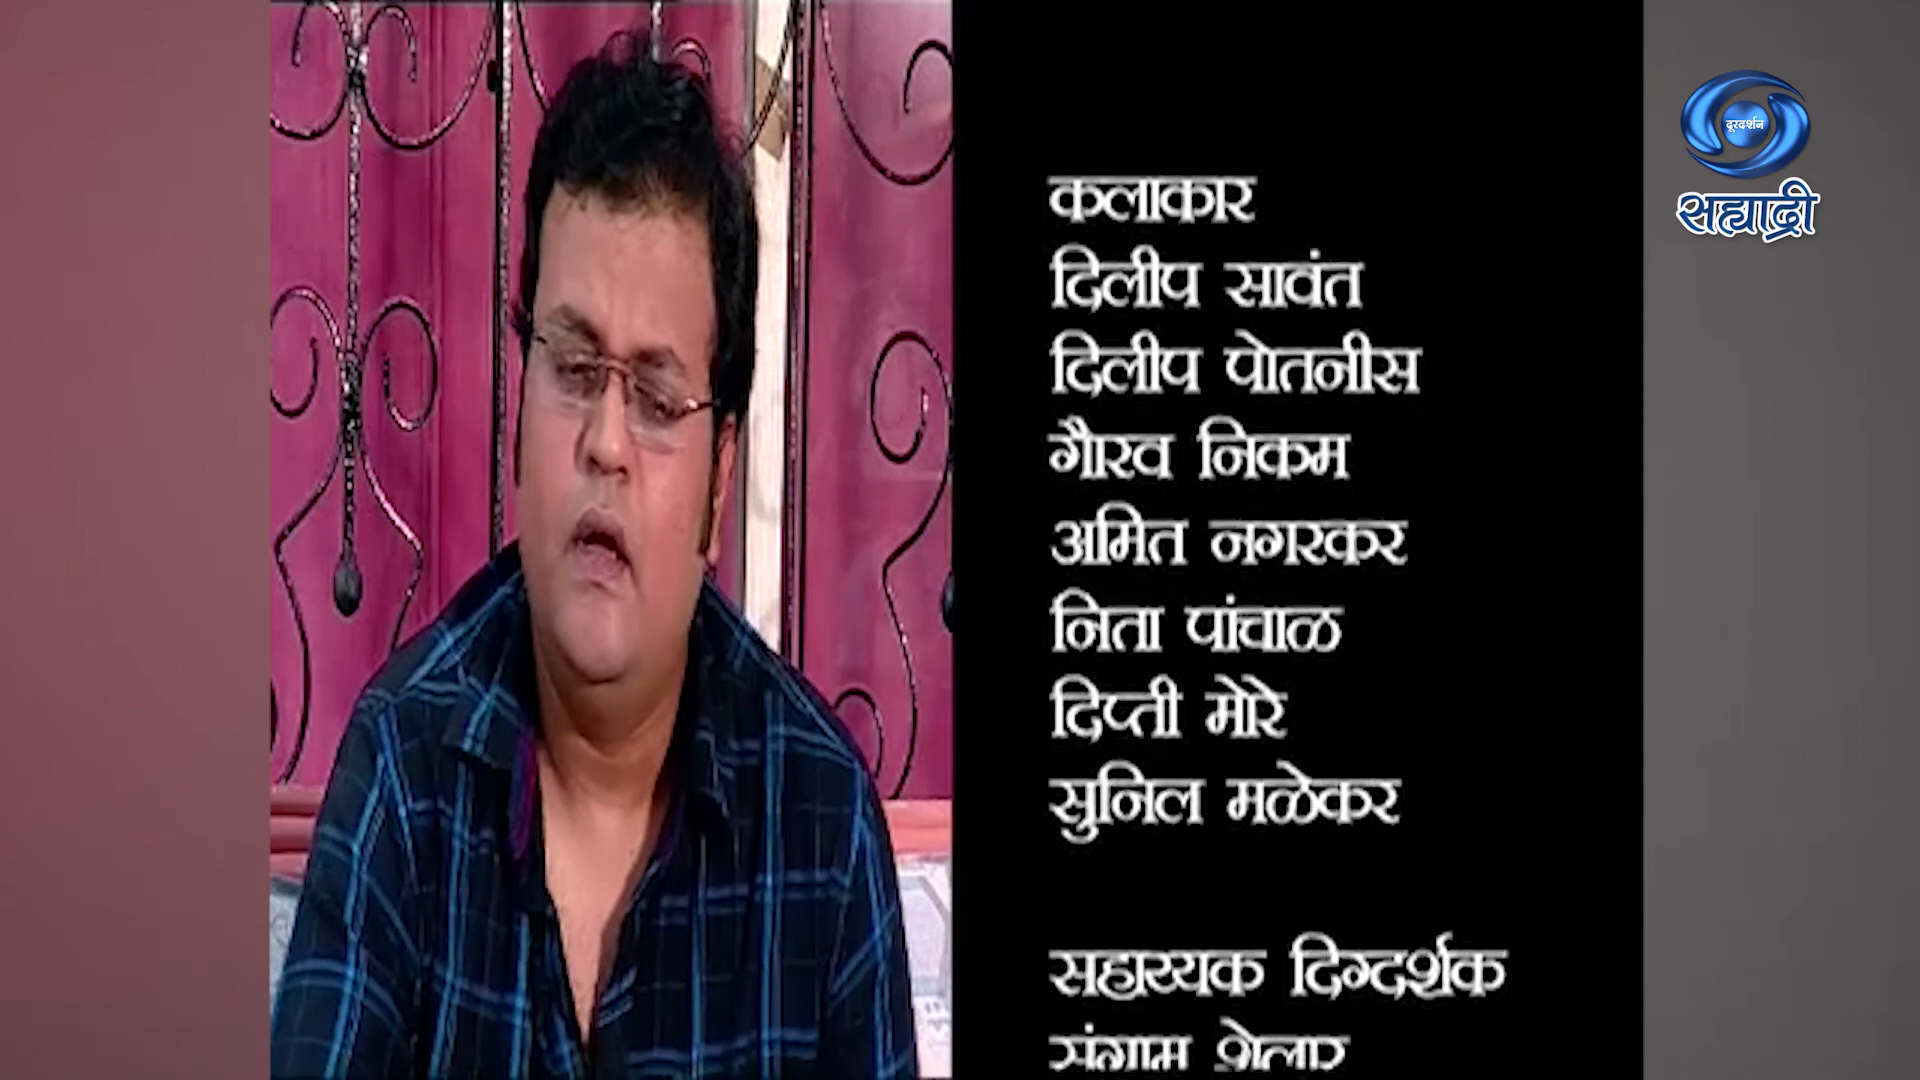 कलाकार
दिलीप सावंत
दिलीप पोतनीस
गौरव निकम
अमित नगरकर
निता पांचाळ
दिप्ती मोरे
सुनिल मळेकर
सहाय्यक दिग्दर्शक
संग्राम शेलार
दूरदर्शन
सह्याद्री